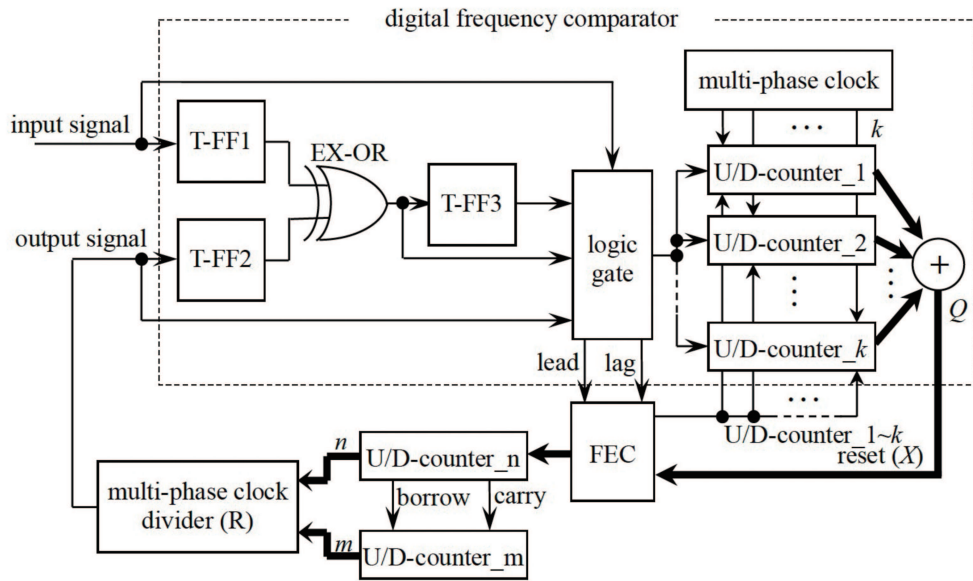 digital frequency comparator
multi-phase clock
input signal
T-FF1
EX-OR
k
U/D-counter_1
T-FF3
output signal
T-FF2
logic
gate
U/D-counter_2
+
Q
U/D-counter_k
lead
lag
U/D-counter_1~k
reset (X)
FEC
n
U/D-counter_n
multi-phase clock
divider (R)
borrow
carry
m
U/D-counter_m